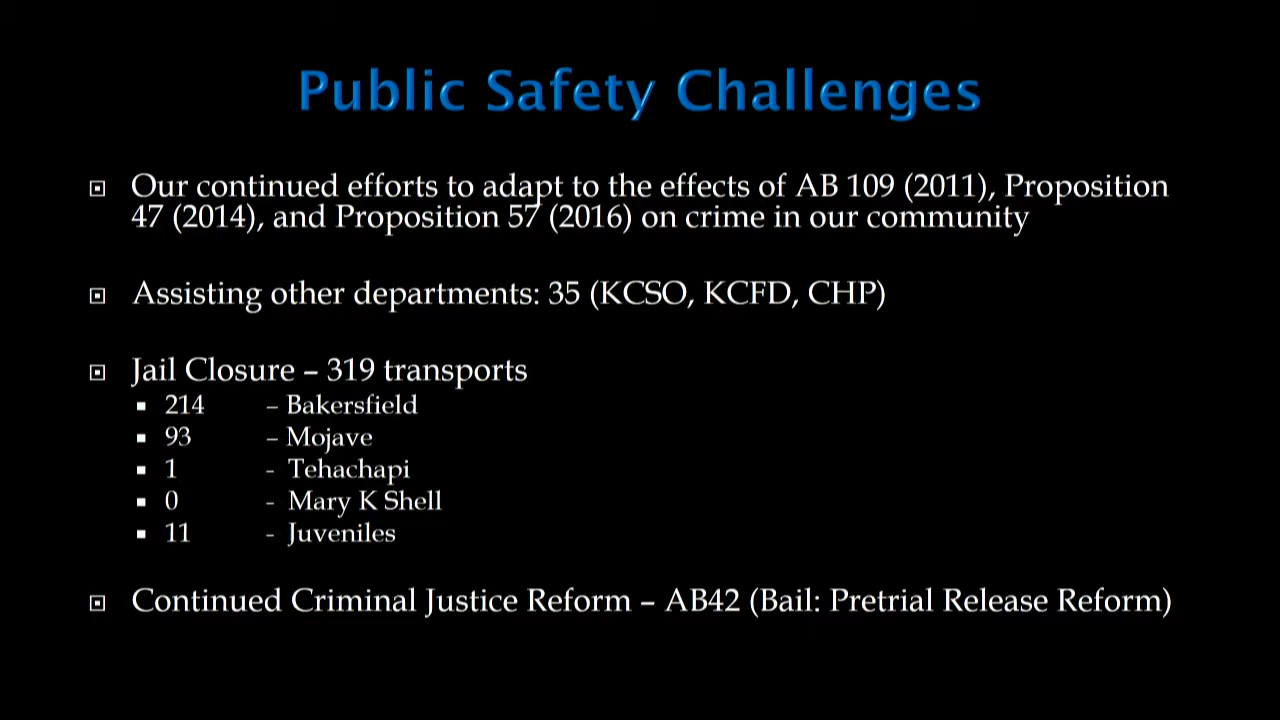 Public Safety Challenges
Our continued efforts to adapt to the effects of AB 109 (2011), Proposition
47 (2014), and Proposition 57 (2016) on crime in our community
Assisting other departments: 35 (KCSO, KCFD, CHP)
Jail Closure – 319 transports
214 – Bakersfield
93 – Mojave
1 - Tehachapi
0 - Mary K Shell
11 - Juveniles
Continued Criminal Justice Reform – AB42 (Bail: Pretrial Release Reform)